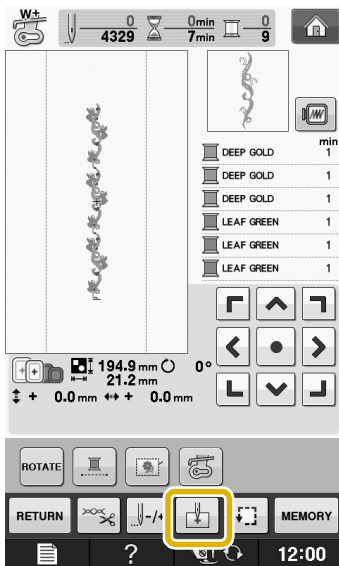 W+
0 0min 0
4329 7min 9
min
DEEP GOLD 1
DEEP GOLD 1
DEEP GOLD 1
LEAF GREEN 1
LEAF GREEN 1
LEAF GREEN 1
194.9 mm 0°
21.2 mm
+ 0.0 mm + 0.0 mm
ROTATE
RETURN -/+ MEMORY
? 12:00